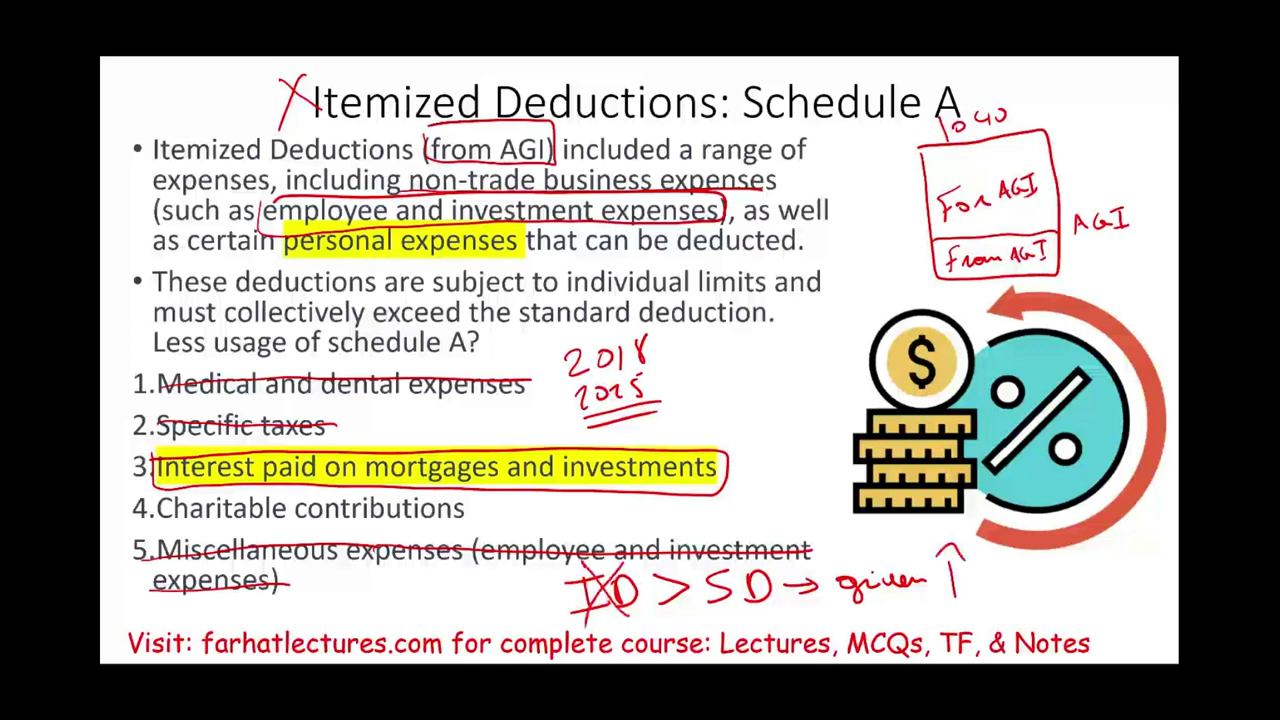 Itemized Deductions: Schedule A
1040
• Itemized Deductions (from AGI) included a range of
expenses, including non-trade business expenses
(such as employee and investment expenses), as well
as certain personal expenses that can be deducted.
For AGI
AGI
From AGI
• These deductions are subject to individual limits and
must collectively exceed the standard deduction.
Less usage of schedule A?
2018
2025
1.Medical and dental expenses
2.Specific taxes
3.Interest paid on mortgages and investments
4.Charitable contributions
5.Miscellaneous expenses (employee and investment
expenses)
$
%
ID > SD → given ↑
Visit: farhatlectures.com for complete course: Lectures, MCQs, TF, & Notes